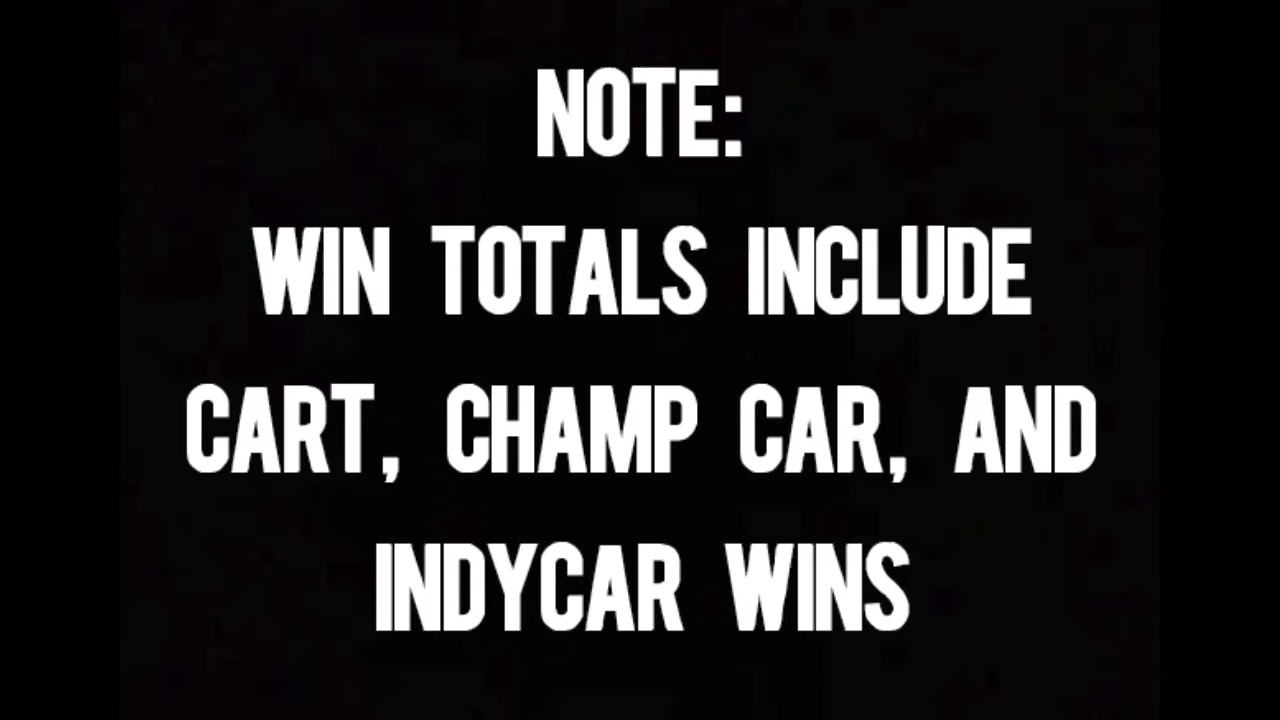 NOTE:
WIN TOTALS INCLUDE
CART, CHAMP CAR, AND
INDYCAR WINS